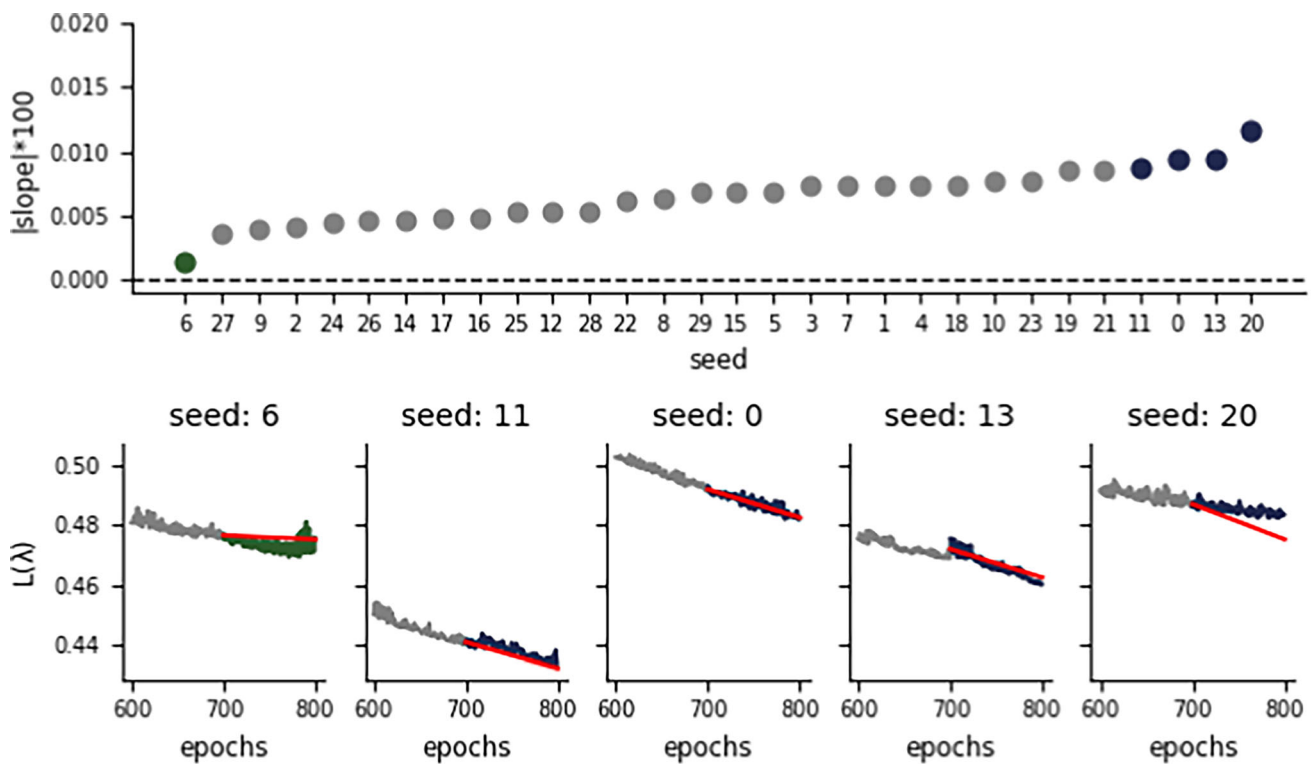 0.020
0.015
0.010
0.005
0.000
|slope|*100
6 27 9 2 24 26 14 17 16 25 12 28 22 8 29 15 5 3 7 1 4 18 10 23 19 21 11 0 13 20
seed
seed: 6 seed: 11 seed: 0 seed: 13 seed: 20
0.50
0.48
0.46
0.44
L(λ)
600 700 800 600 700 800 600 700 800 600 700 800 600 700 800
epochs epochs epochs epochs epochs